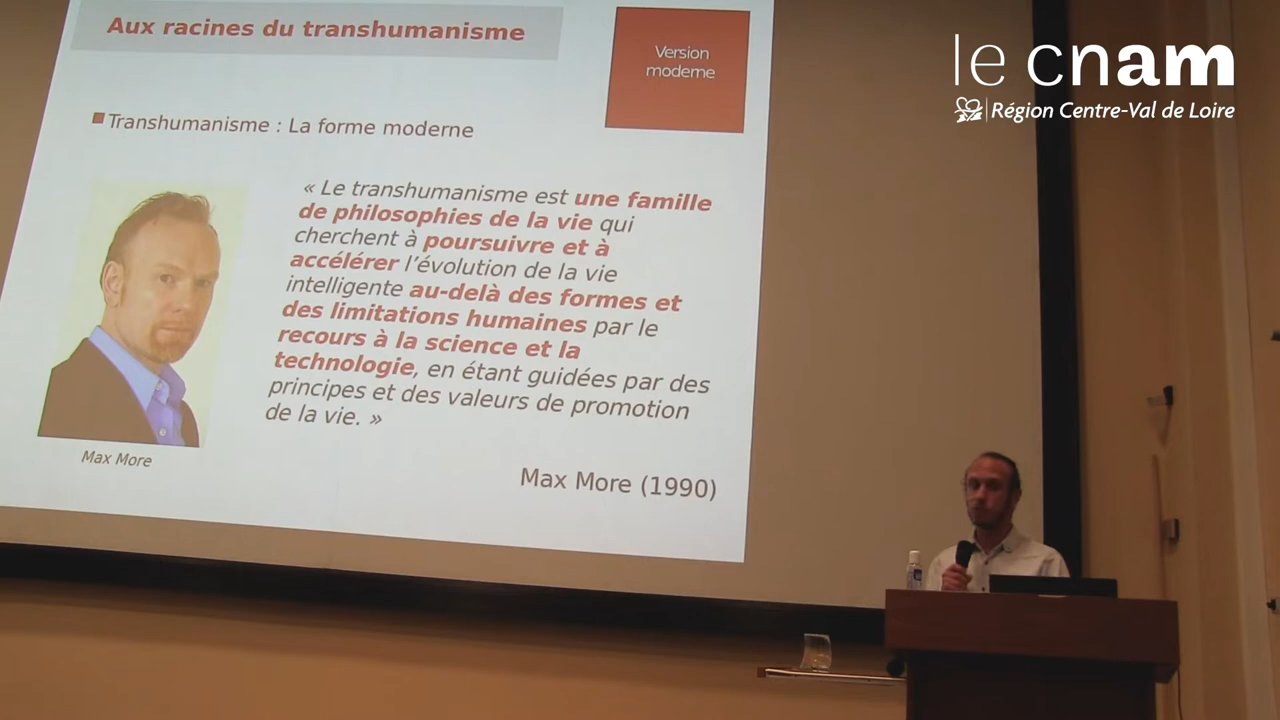 Aux racines du transhumanisme
Version
moderne
le cnam
Région Centre-Val de Loire
Transhumanisme : La forme moderne
« Le transhumanisme est une famille
de philosophies de la vie qui
cherchent à poursuivre et à
accélérer l'évolution de la vie
intelligente au-delà des formes et
des limitations humaines par le
recours à la science et la
technologie, en étant guidées par des
principes et des valeurs de promotion
de la vie. »
Max More
Max More (1990)